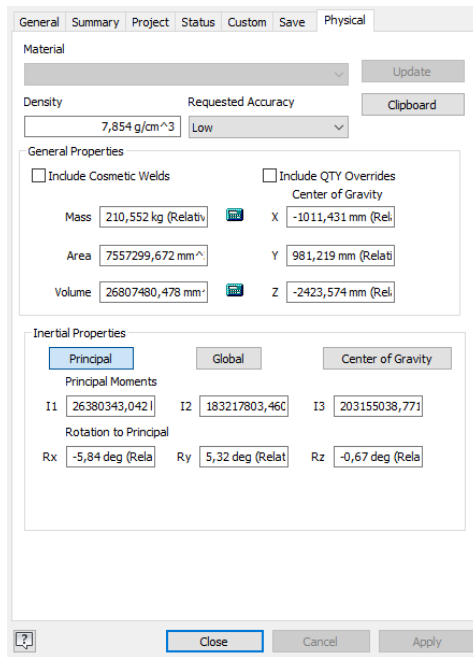 General Summary Project Status Custom Save Physical
Material
Update
Density Requested Accuracy Clipboard
7,854 g/cm^3 Low
General Properties
Include Cosmetic Welds Include QTY Overrides
Center of Gravity
Mass 210,552 kg (Relativ X -1011,431 mm (Rel
Area 7557299,672 mm^ Y 981,219 mm (Relati
Volume 26807480,478 mm Z -2423,574 mm (Rel
Inertial Properties
Principal Global Center of Gravity
Principal Moments
I1 26380343,042 I2 183217803,460 I3 203155038,771
Rotation to Principal
Rx -5,84 deg (Rela Ry 5,32 deg (Relat Rz -0,67 deg (Rela
? Close Cancel Apply